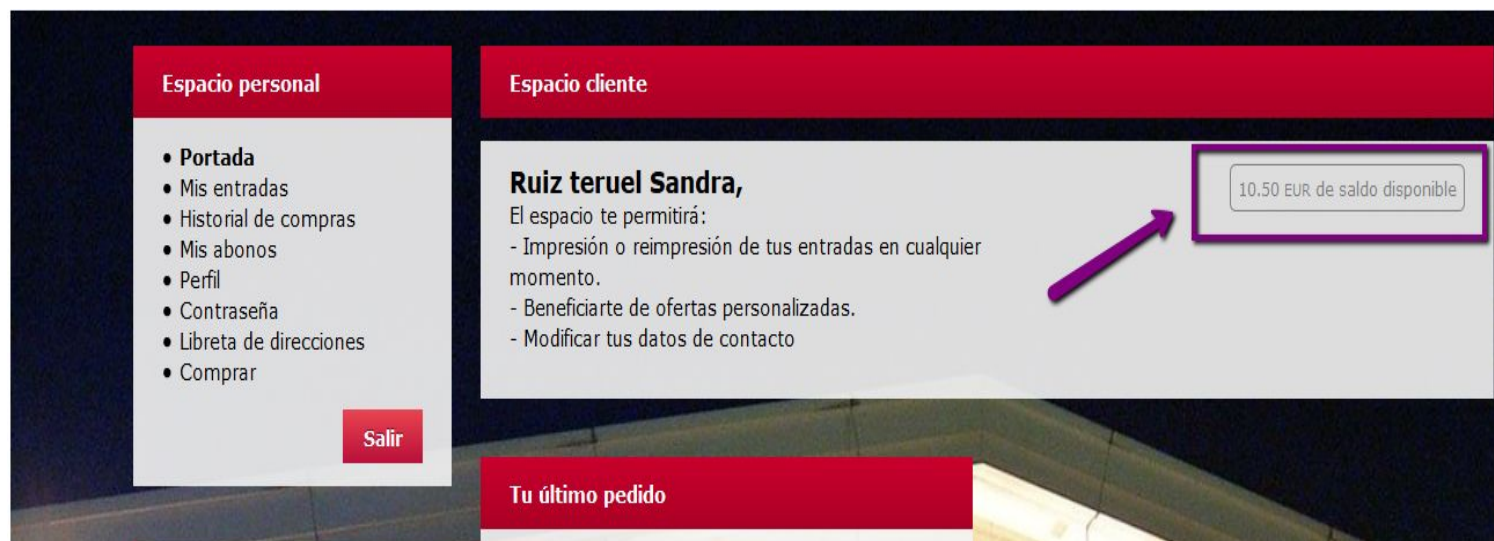 Espacio personal
• Portada
• Mis entradas
• Historial de compras
• Mis abonos
• Perfil
• Contraseña
• Libreta de direcciones
• Comprar
Salir
Espacio cliente
Ruiz teruel Sandra,
El espacio te permitirá:
- Impresión o reimpresión de tus entradas en cualquier
momento.
- Beneficiarte de ofertas personalizadas.
- Modificar tus datos de contacto
10.50 EUR de saldo disponible
Tu último pedido